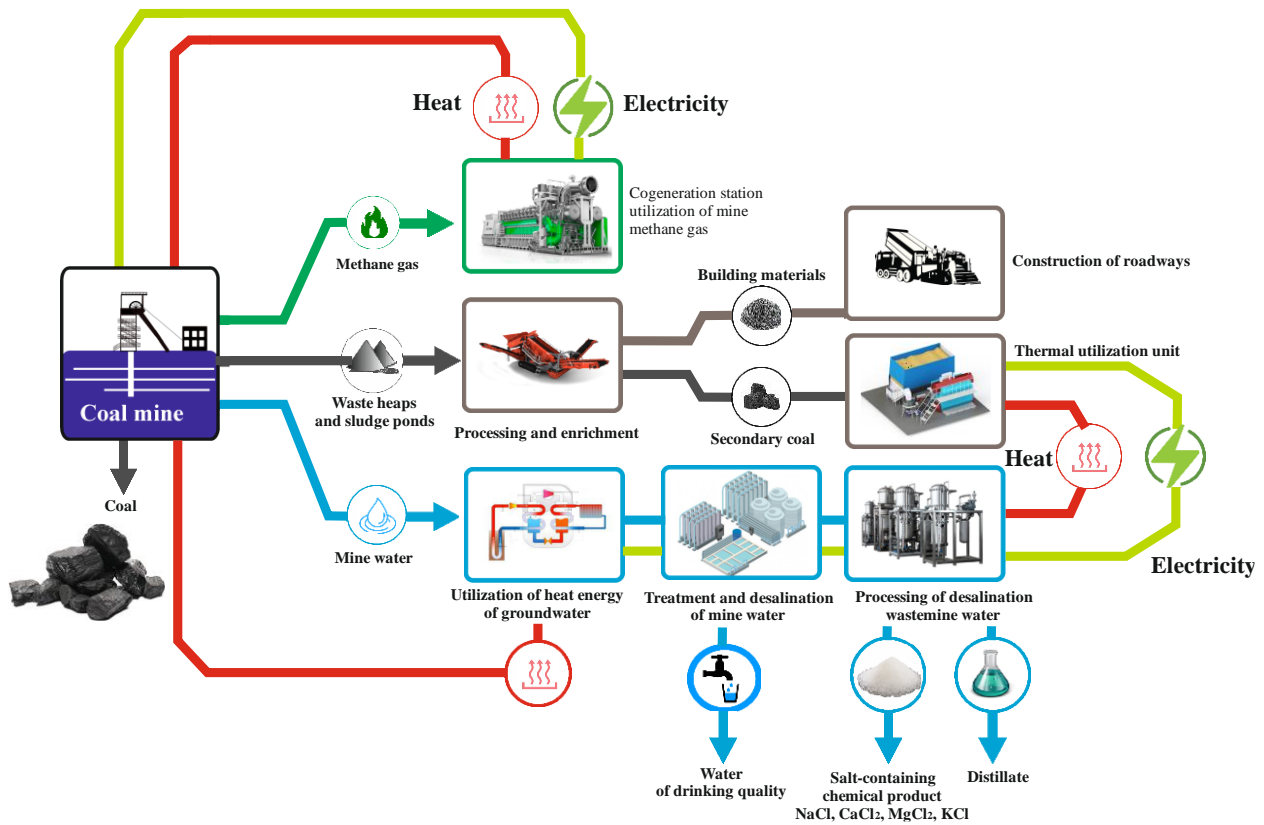 Heat
Electricity
Cogeneration station
utilization of mine
methane gas
Methane gas
Building materials
Construction of roadways
Coal mine
Waste heaps
and sludge ponds
Processing and enrichment
Secondary coal
Thermal utilization unit
Heat
Electricity
Coal
Mine water
Utilization of heat energy
of groundwater
Treatment and desalination
of mine water
Processing of desalination
wastemine water
Water
of drinking quality
Salt-containing
chemical product
NaCl, CaCl₂, MgCl₂, KCl
Distillate